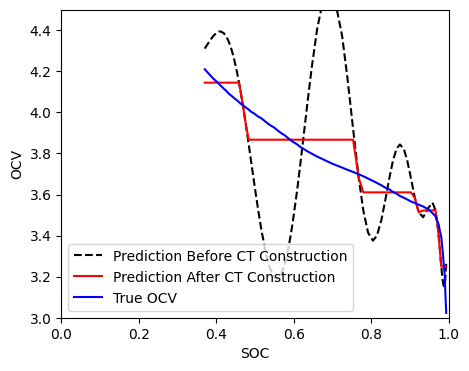 4.4
4.2
4.0
3.8
3.6
3.4
3.2
3.0
OCV
Prediction Before CT Construction
Prediction After CT Construction
True OCV
0.0 0.2 0.4 0.6 0.8 1.0
SOC